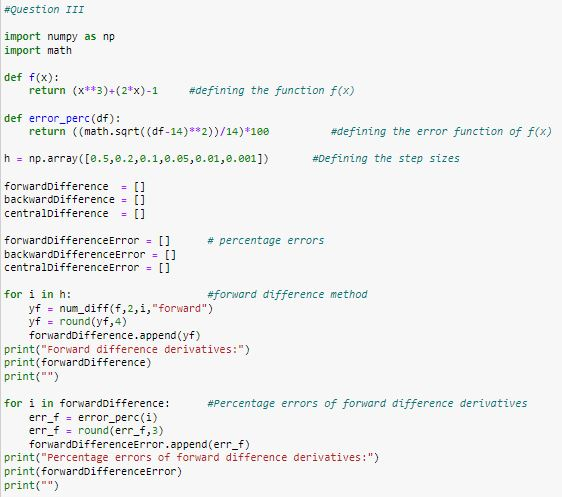 #Question III
import numpy as np
import math
def f(x):
return (x**3)+(2*x)-1 #defining the function f(x)
def error_perc(df):
return ((math.sqrt((df-14)**2))/14)*100 #defining the error function of f(x)
h = np.array([0.5,0.2,0.1,0.05,0.01,0.001]) #Defining the step sizes
forwardDifference = []
backwardDifference = []
centralDifference = []
forwardDifferenceError = [] # percentage errors
backwardDifferenceError = []
centralDifferenceError = []
for i in h: #forward difference method
yf = num_diff(f,2,i,"forward")
yf = round(yf,4)
forwardDifference.append(yf)
print("Forward difference derivatives:")
print(forwardDifference)
print("")
for i in forwardDifference: #Percentage errors of forward difference derivatives
err_f = error_perc(i)
err_f = round(err_f,3)
forwardDifferenceError.append(err_f)
print("Percentage errors of forward difference derivatives:")
print(forwardDifferenceError)
print("")